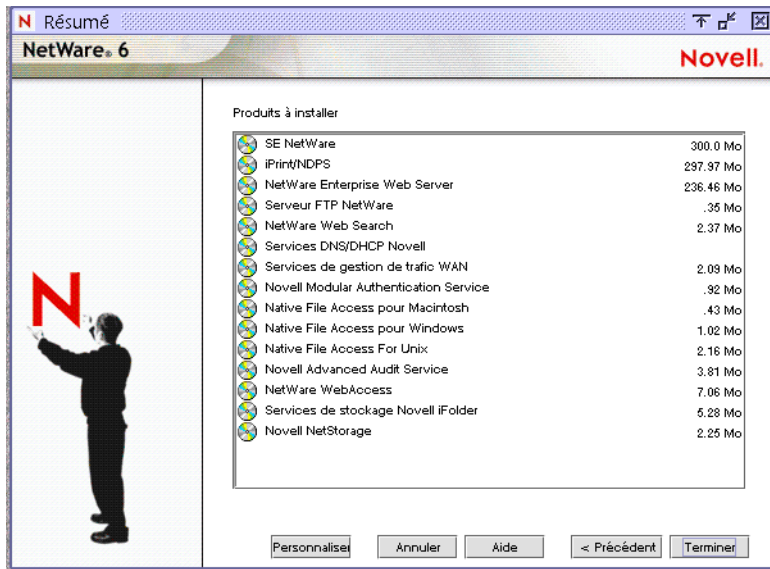 N Résumé
NetWare® 6
Novell®
Produits à installer
SE NetWare 300.0 Mo
iPrint/NDPS 297.97 Mo
NetWare Enterprise Web Server 236.46 Mo
Serveur FTP NetWare .35 Mo
NetWare Web Search 2.37 Mo
Services DNS/DHCP Novell
Services de gestion de trafic WAN 2.09 Mo
Novell Modular Authentication Service .92 Mo
Native File Access pour Macintosh .43 Mo
Native File Access pour Windows 1.02 Mo
Native File Access For Unix 2.16 Mo
Novell Advanced Audit Service 3.81 Mo
NetWare WebAccess 7.06 Mo
Services de stockage Novell iFolder 5.28 Mo
Novell NetStorage 2.25 Mo
N
Personnaliser Annuler Aide < Précédent Terminer